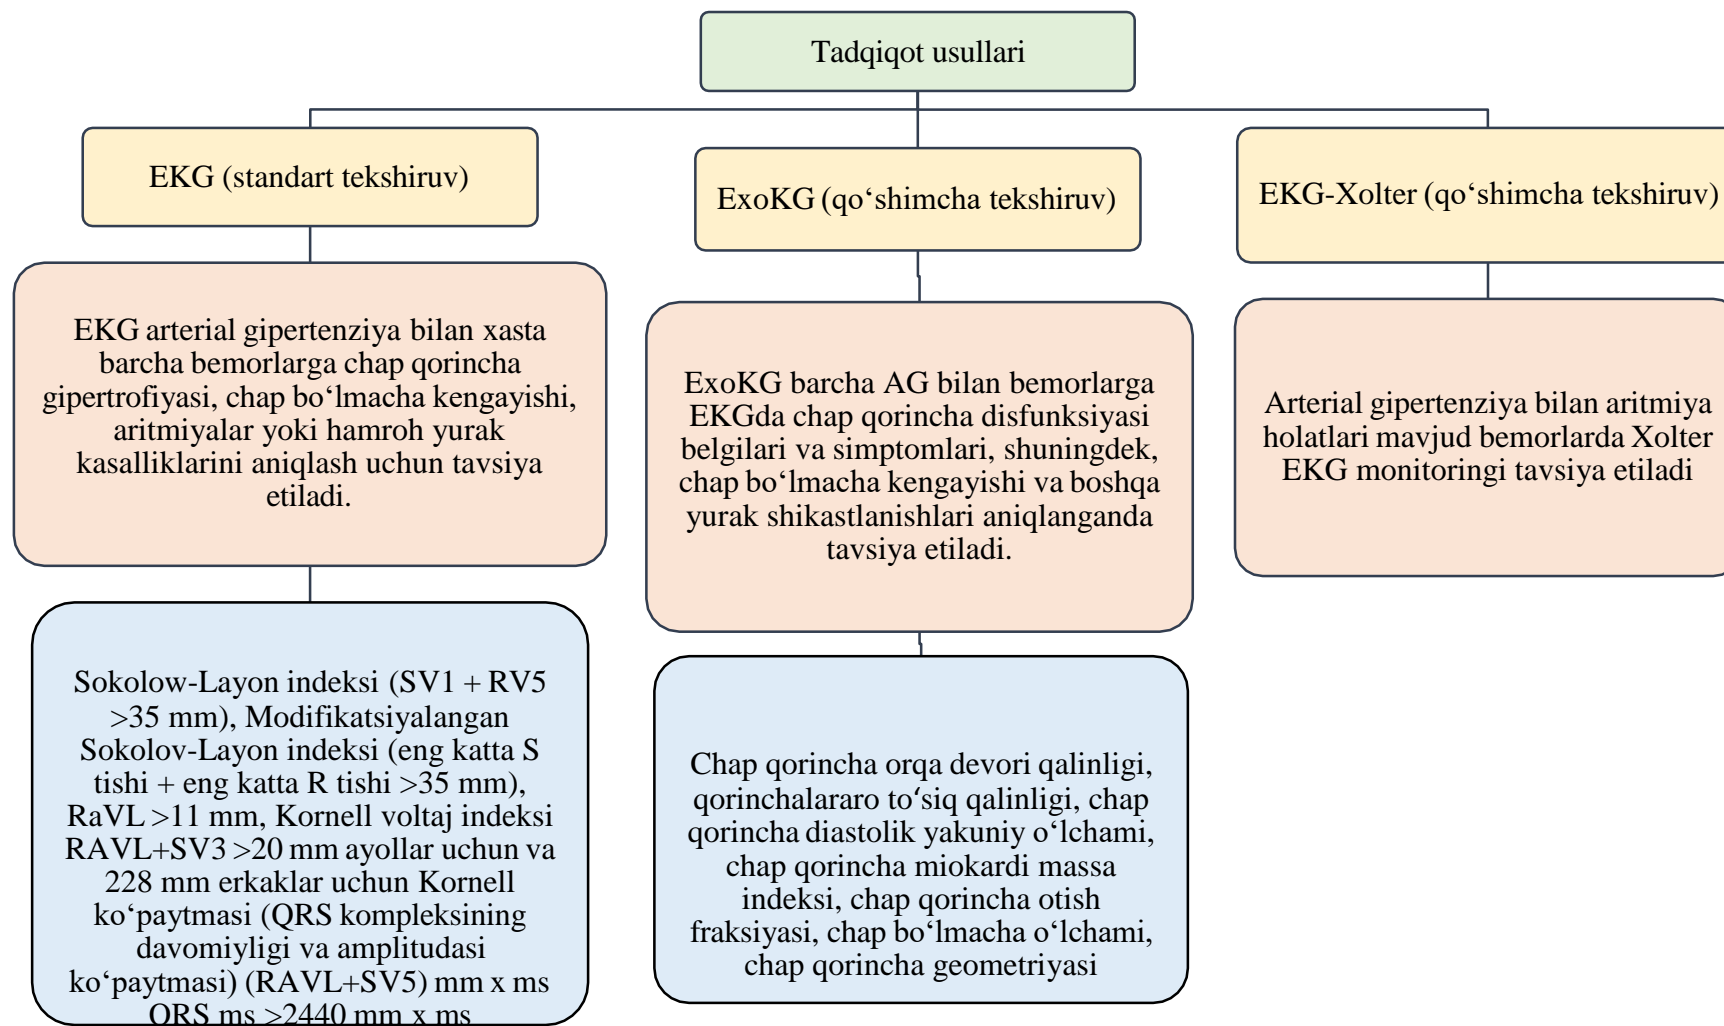 Tadqiqot usullari
EKG (standart tekshiruv)
EKG arterial gipertenziya bilan xasta
barcha bemorlarga chap qorincha
gipertrofiyasi, chap bo‘lmacha kengayishi,
aritmiyalar yoki hamroh yurak
kasalliklarini aniqlash uchun tavsiya
etiladi.
Sokolow-Layon indeksi (SV1 + RV5
>35 mm), Modifikatsiyalangan
Sokolov-Layon indeksi (eng katta S
tishi + eng katta R tishi >35 mm),
RaVL >11 mm, Kornell voltaj indeksi
RAVL+SV3 >20 mm ayollar uchun va
228 mm erkaklar uchun Kornell
ko‘paytmasi (QRS kompleksining
davomiyligi va amplitudasi
ko‘paytmasi) (RAVL+SV5) mm x ms
QRS ms >2440 mm x ms
ExoKG (qo‘shimcha tekshiruv)
ExoKG barcha AG bilan bemorlarga
EKGda chap qorincha disfunksiyasi
belgilari va simptomlari, shuningdek,
chap bo‘lmacha kengayishi va boshqa
yurak shikastlanishlari aniqlanganda
tavsiya etiladi.
Chap qorincha orqa devori qalinligi,
qorinchalararo to‘siq qalinligi, chap
qorincha diastolik yakuniy o‘lchami,
chap qorincha miokardi massa
indeksi, chap qorincha otish
fraksiyasi, chap bo‘lmacha o‘lchami,
chap qorincha geometriyasi
EKG-Xolter (qo‘shimcha tekshiruv)
Arterial gipertenziya bilan aritmiya
holatlari mavjud bemorlarda Xolter
EKG monitoringi tavsiya etiladi